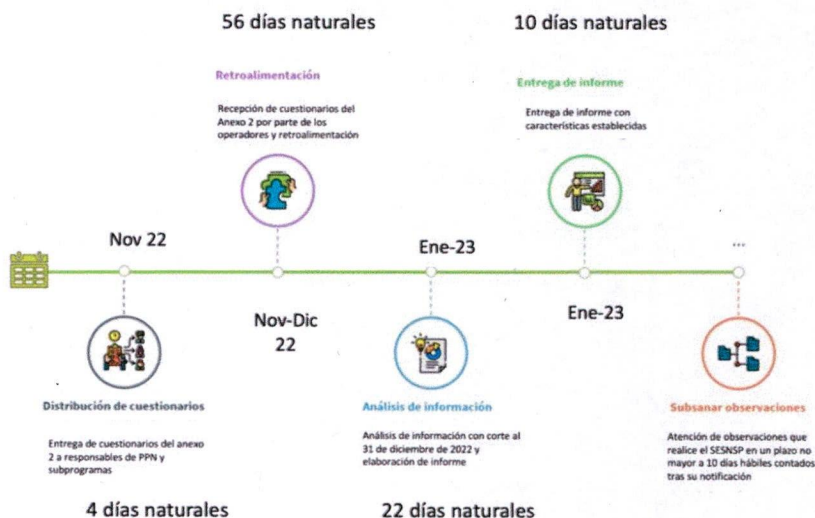 56 días naturales
10 días naturales
Retroalimentación
Recepción de cuestionarios del
Anexo 2 por parte de los
operadores y retroalimentación
Entrega de informe
Entrega de informe con
características establecidas
Nov 22
Ene-23
...
Nov-Dic
22
Ene-23
Distribución de cuestionarios
Entrega de cuestionarios del anexo
2 a responsables de PPN y
subprogramas
Análisis de información
Análisis de información con corte al
31 de diciembre de 2022 y
elaboración de informe
Subsanar observaciones
Atención de observaciones que
realice el SESNSP en un plazo no
mayor a 10 días hábiles contados
tras su notificación
4 días naturales
22 días naturales